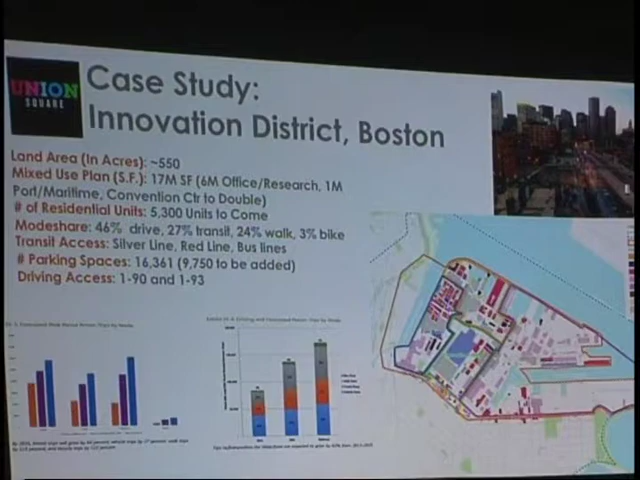 UNION
SQUARE
Case Study:
Innovation District, Boston
Land Area (In Acres): ~550
Mixed Use Plan (S.F.): 17M SF (6M Office/Research, 1M
Port/Maritime, Convention Ctr to Double)
# of Residential Units: 5,300 Units to Come
Modeshare: 46% drive, 27% transit, 24% walk, 3% bike
Transit Access: Silver Line, Red Line, Bus lines
# Parking Spaces: 16,361 (9,750 to be added)
Driving Access: 1-90 and 1-93